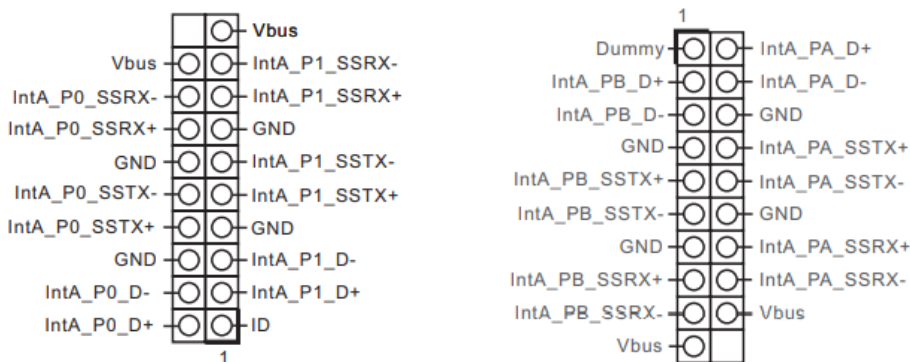 Vbus
Vbus IntA_P1_SSRX-
IntA_P0_SSRX- IntA_P1_SSRX+
IntA_P0_SSRX+ GND
GND IntA_P1_SSTX-
IntA_P0_SSTX- IntA_P1_SSTX+
IntA_P0_SSTX+ GND
GND IntA_P1_D-
IntA_P0_D- IntA_P1_D+
IntA_P0_D+ ID
1
1
Dummy IntA_PA_D+
IntA_PB_D+ IntA_PA_D-
IntA_PB_D- GND
GND IntA_PA_SSTX+
IntA_PB_SSTX+ IntA_PA_SSTX-
IntA_PB_SSTX- GND
GND IntA_PA_SSRX+
IntA_PB_SSRX+ IntA_PA_SSRX-
IntA_PB_SSRX- Vbus
Vbus